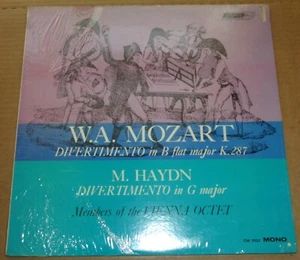 W.A. MOZART
DIVERTIMENTO in B flat major K.287
M. HAYDN
DIVERTIMENTO in G major
Members of the VIENNA OCTET
MONO